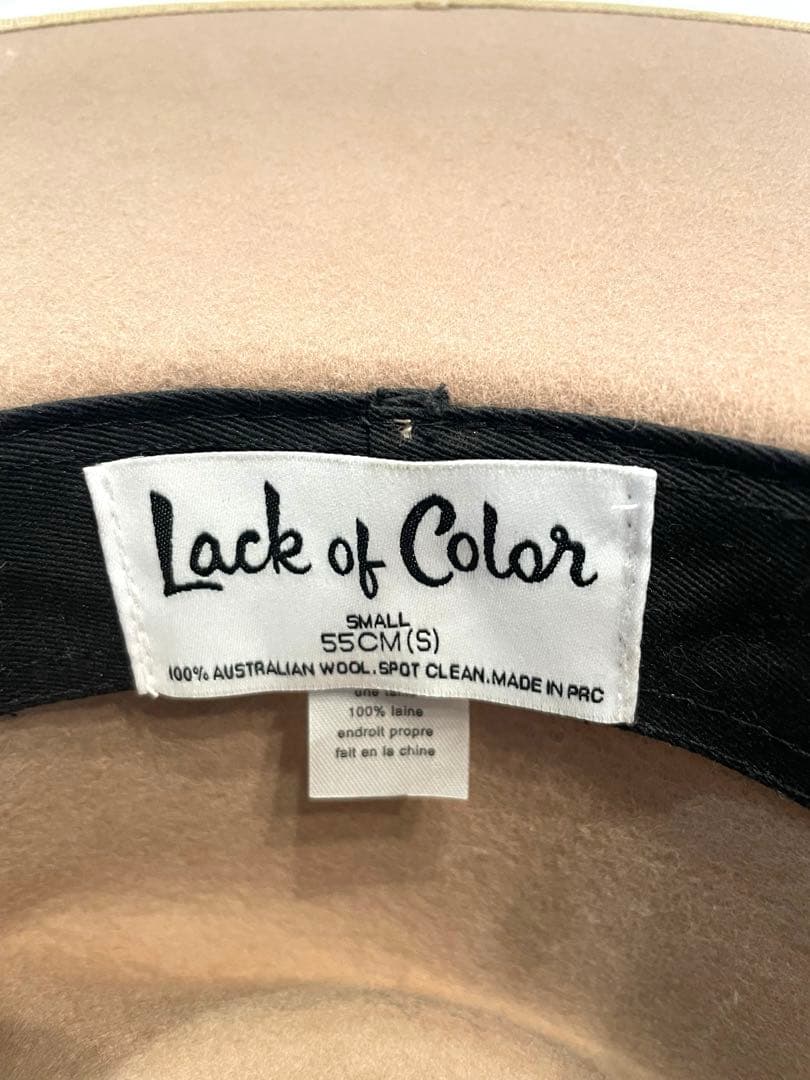 Lack of Color
SMALL
55CM(S)
100% AUSTRALIAN WOOL.SPOT CLEAN.MADE IN PRC
100% laine
endroit propre
fait en la chine